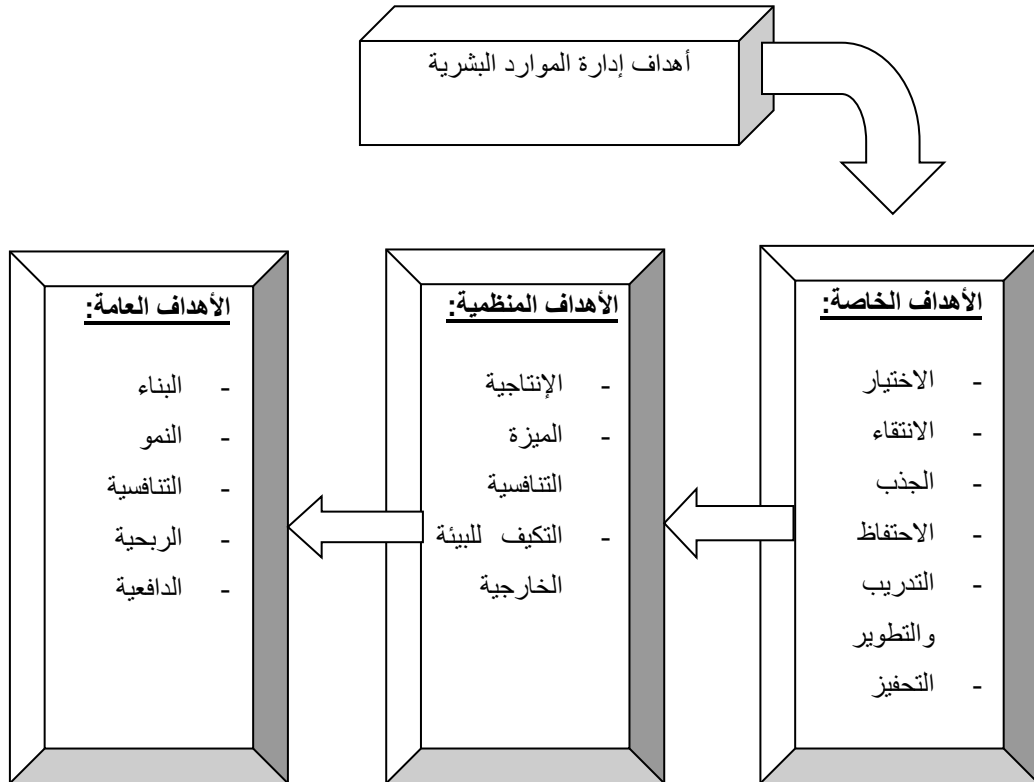 أهداف إدارة الموارد البشرية
الأهداف الخاصة:
- الاختيار
- الانتقاء
- الجذب
- الاحتفاظ
- التدريب
والتطوير
- التحفيز
الأهداف المنظمية:
- الإنتاجية
- الميزة
التنافسية
- التكيف للبيئة
الخارجية
الأهداف العامة:
- البناء
- النمو
- التنافسية
- الربحية
- الدافعية